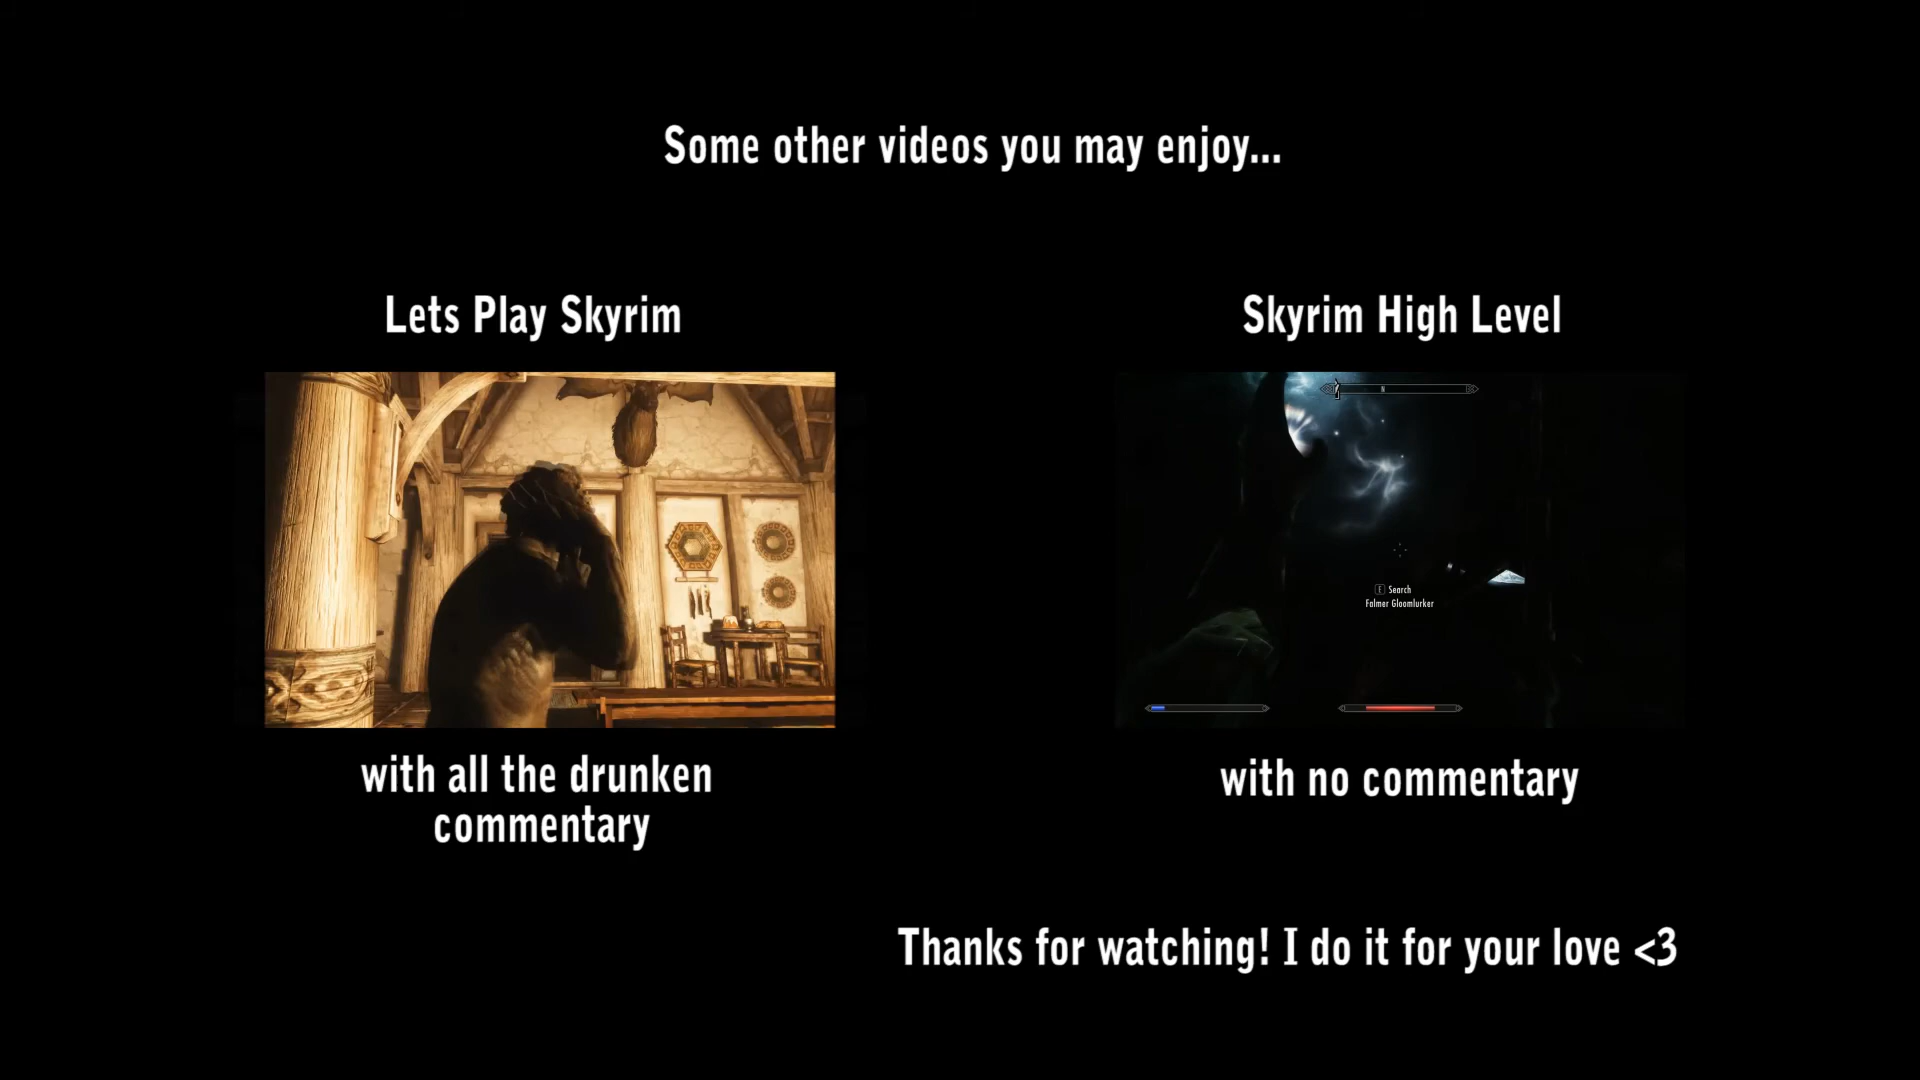 Some other videos you may enjoy...
Lets Play Skyrim
Skyrim High Level
N
E Search
Falmer Gloomlurker
with all the drunken
commentary
with no commentary
Thanks for watching! I do it for your love <3